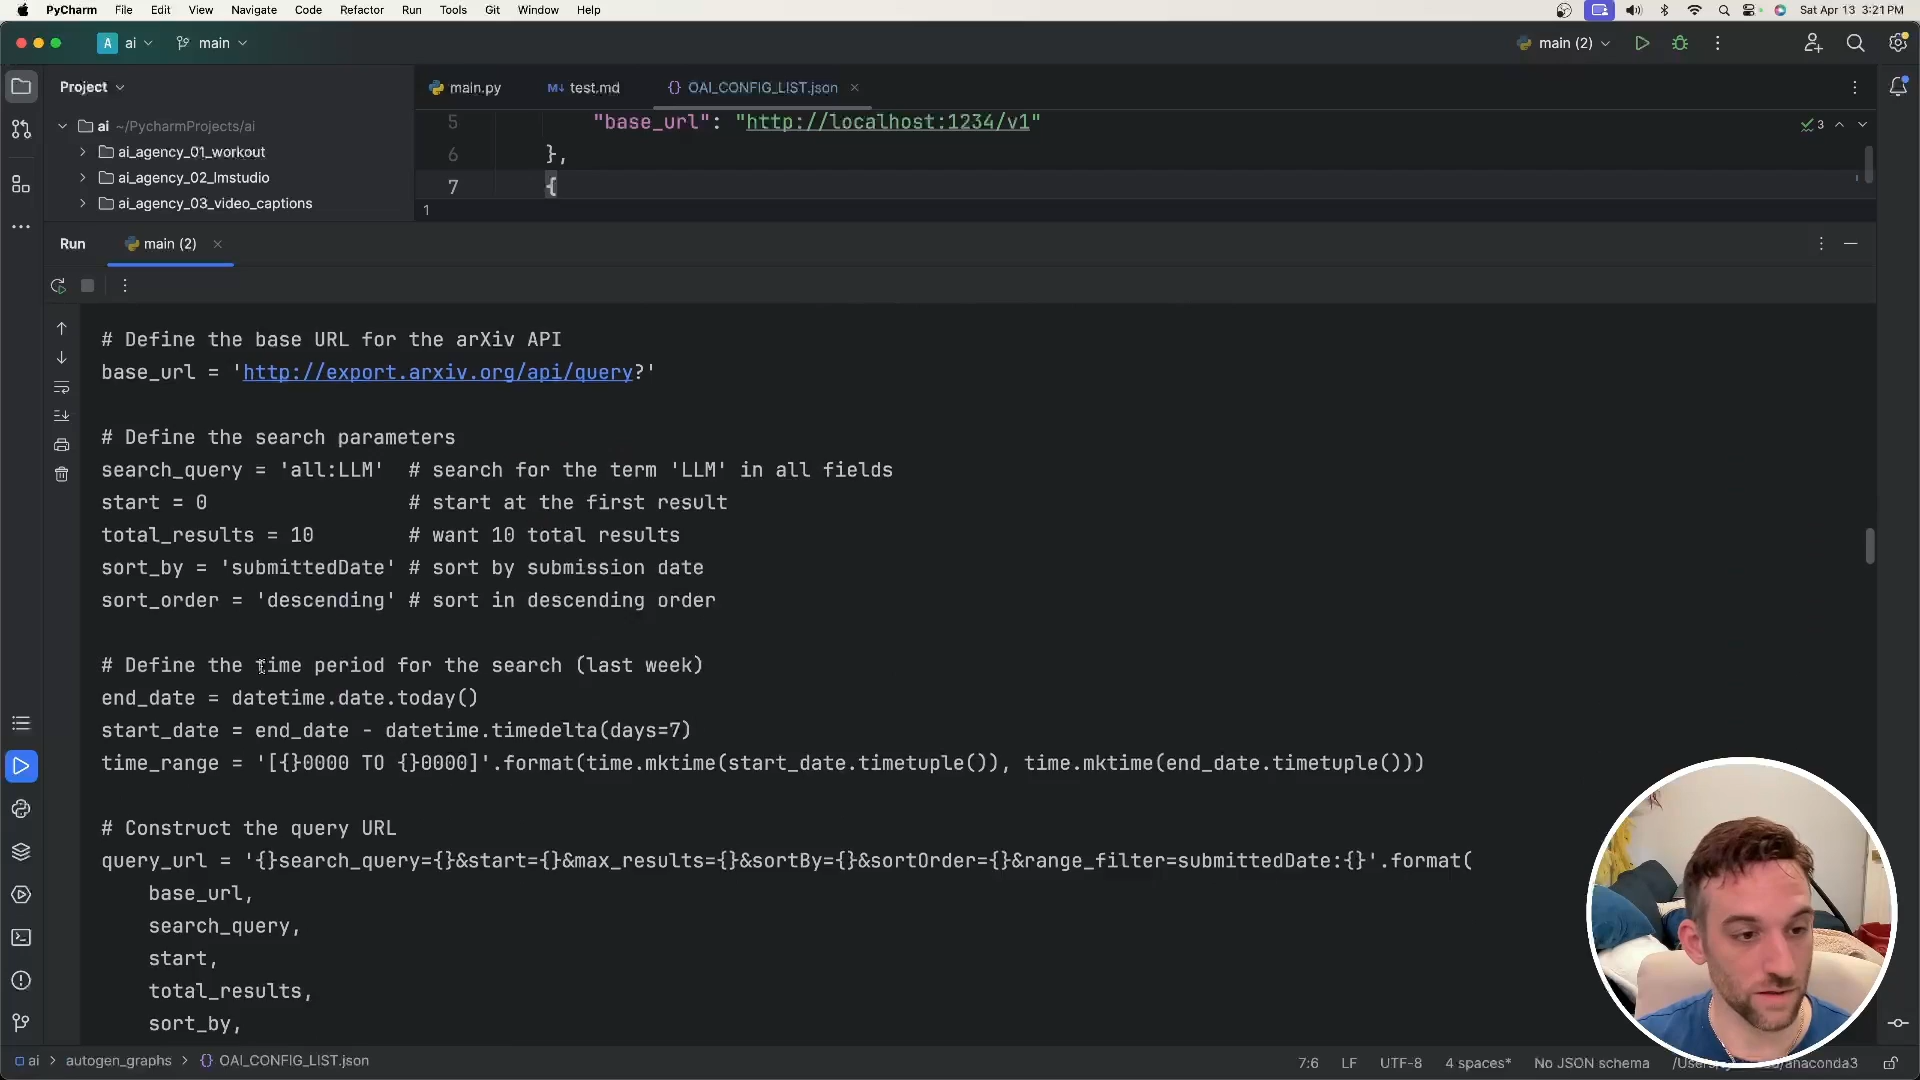 PyCharm File Edit View Navigate Code Refactor Run Tools Git Window Help Sat Apr 13 3:21 PM
A ai main main (2)
Project main.py M↓ test.md {} OAI_CONFIG_LIST.json
ai ~/PycharmProjects/ai
ai_agency_01_workout
ai_agency_02_lmstudio
ai_agency_03_video_captions
5 "base_url": "http://localhost:1234/v1"
3
6 },
7 {
1
Run main (2)
# Define the base URL for the arXiv API
base_url = 'http://export.arxiv.org/api/query?'
# Define the search parameters
search_query = 'all:LLM' # search for the term 'LLM' in all fields
start = 0 # start at the first result
total_results = 10 # want 10 total results
sort_by = 'submittedDate' # sort by submission date
sort_order = 'descending' # sort in descending order
# Define the time period for the search (last week)
end_date = datetime.date.today()
start_date = end_date - datetime.timedelta(days=7)
time_range = '[{}0000 TO {}0000]'.format(time.mktime(start_date.timetuple()), time.mktime(end_date.timetuple()))
# Construct the query URL
query_url = '{}search_query={}&start={}&max_results={}&sortBy={}&sortOrder={}&range_filter=submittedDate:{}'.format(
base_url,
search_query,
start,
total_results,
sort_by,
ai > autogen_graphs > {} OAI_CONFIG_LIST.json 7:6 LF UTF-8 4 spaces* No JSON schema anaconda3